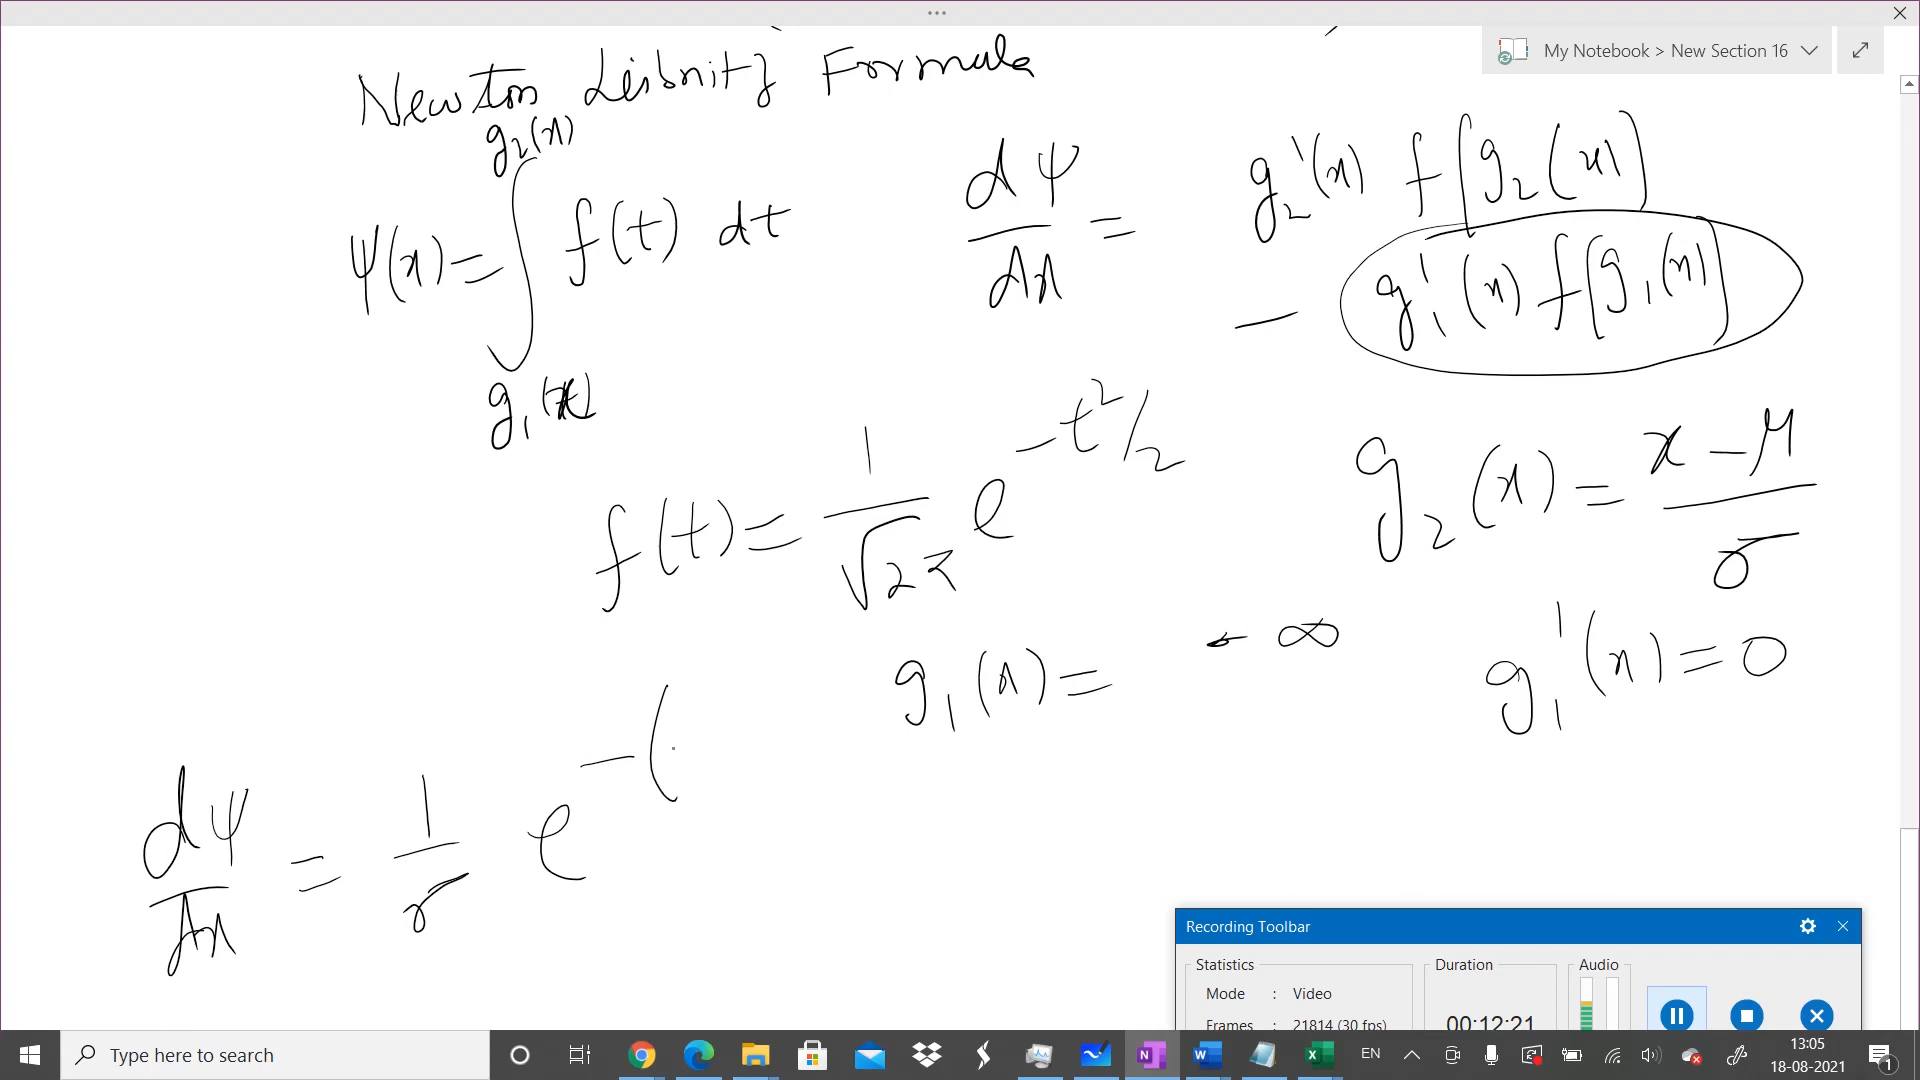 My Notebook > New Section 16
Newton Leibnitz Formula
ψ(x) = ∫_{g₁(x)}^{g₂(x)} f(t) dt
dψ/dx = g₂'(x) f[g₂(x)]
− g₁'(x) f[g₁(x)]
f(t) = 1/√2π e^{−t²/2}
g₂(x) = (x − μ)/σ
g₁(x) = − ∞
g₁'(x) = 0
dψ/dx = 1/σ e^{−(
Recording Toolbar
Statistics
Mode : Video
Frames : 21814 (30 fps)
Duration
00:12:21
Audio
Type here to search
EN
13:05
18-08-2021
1